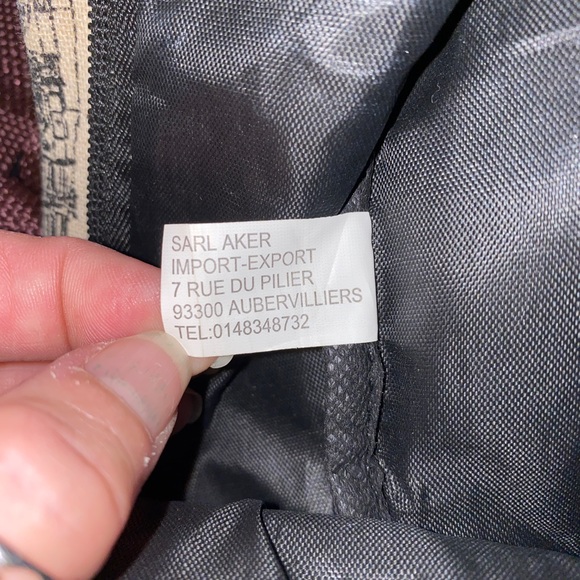 SARL AKER
IMPORT-EXPORT
7 RUE DU PILIER
93300 AUBERVILLIERS
TEL:0148348732